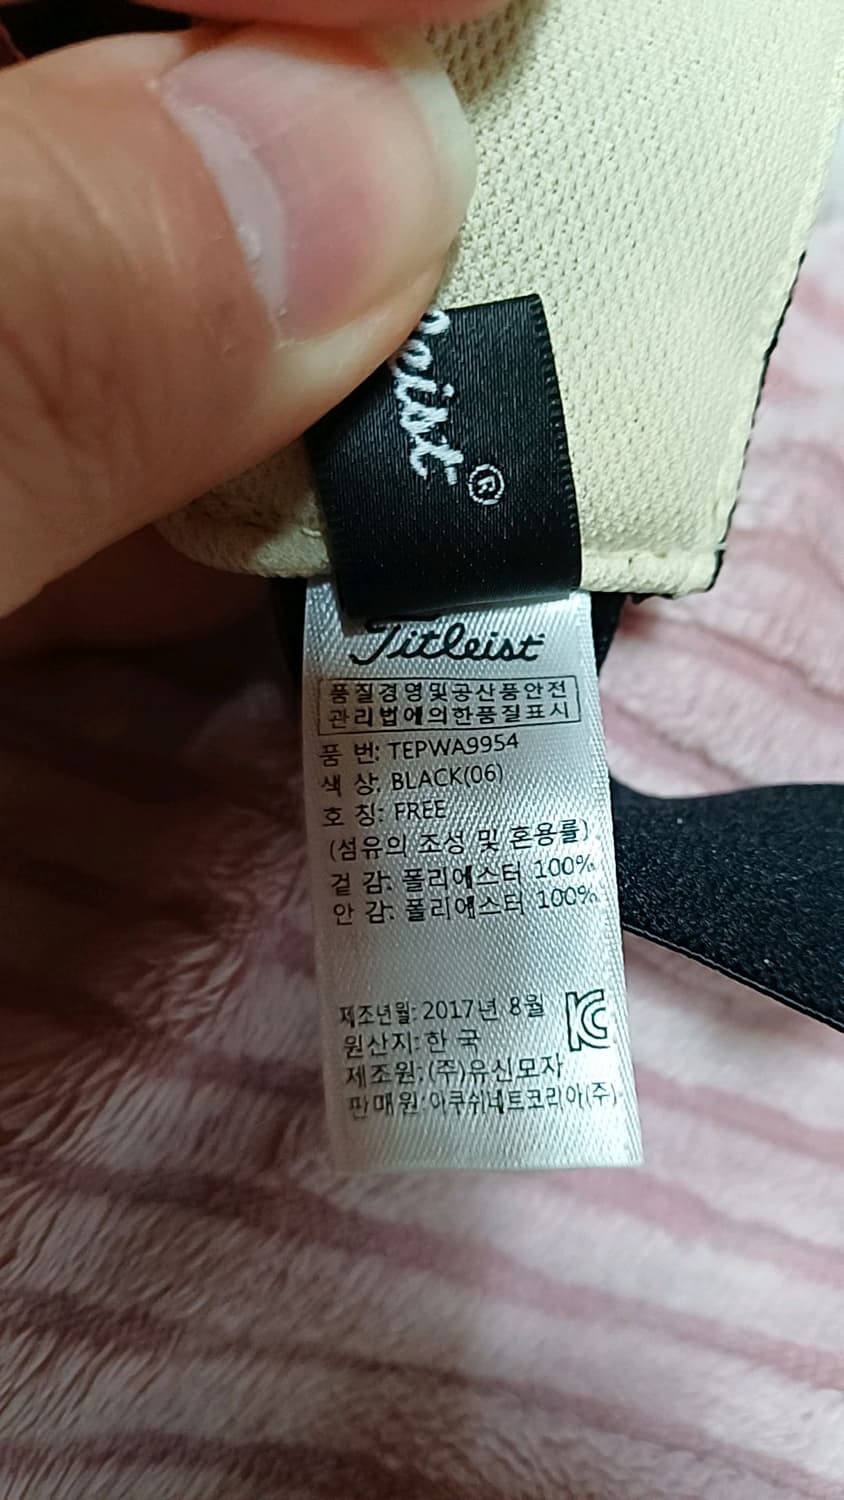 leist®
Titleist
품질경영및공산품안전
관리법에의한품질표시
품 번: TEPWA9954
색 상: BLACK(06)
호 칭: FREE
(섬유의 조성 및 혼용률)
겉 감: 폴리에스터 100%
안 감: 폴리에스터 100%
제조년월: 2017년 8월
원산지: 한 국
제조원:(주)유신모자
판매원:아쿠쉬네트코리아(주)